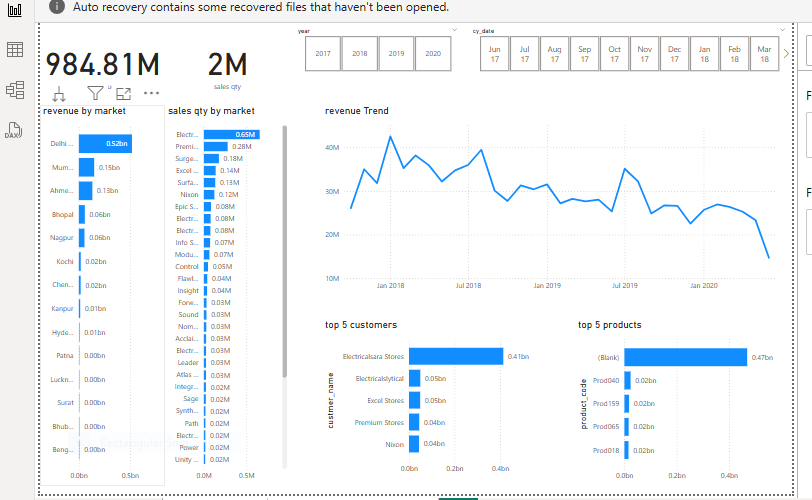 Auto recovery contains some recovered files that haven't been opened.
984.81M
2M
sales qty
year
2017 2018 2019 2020
cy_date
Jun 17 Jul 17 Aug 17 Sep 17 Oct 17 Nov 17 Dec 17 Jan 18 Feb 18 Mar 18
DAX
revenue by market
Delhi ... 0.52bn
Mum... 0.15bn
Ahme... 0.13bn
Bhopal 0.06bn
Nagpur 0.06bn
Kochi 0.02bn
Chen... 0.02bn
Kanpur 0.01bn
Hyde... 0.01bn
Patna 0.00bn
Luckn... 0.00bn
Surat 0.00bn
Bhub... 0.00bn
Beng... 0.00bn
0.0bn 0.5bn
sales qty by market
Electr... 0.65M
Premi... 0.28M
Surge... 0.18M
Excel ... 0.14M
Surfa... 0.13M
Nixon 0.12M
Epic S... 0.08M
Electr... 0.08M
Electr... 0.08M
Info S... 0.07M
Modu... 0.07M
Control 0.05M
Flawl... 0.04M
Insight 0.04M
Forw... 0.03M
Sound 0.03M
Nom... 0.03M
Acclai... 0.03M
Electr... 0.03M
Leader 0.03M
Atlas ... 0.03M
Integr... 0.02M
Sage 0.02M
Synth... 0.02M
Path 0.02M
Electr... 0.02M
Power 0.02M
Unity ... 0.02M
0.0M 0.5M
revenue Trend
40M
30M
20M
10M
Jan 2018 Jul 2018 Jan 2019 Jul 2019 Jan 2020
top 5 customers
custmer_name
Electricalsara Stores 0.41bn
Electricalslytical 0.05bn
Excel Stores 0.05bn
Premium Stores 0.04bn
Nixon 0.04bn
0.0bn 0.2bn 0.4bn
top 5 products
product_code
(Blank) 0.47bn
Prod040 0.02bn
Prod159 0.02bn
Prod065 0.02bn
Prod018 0.02bn
0.0bn 0.2bn 0.4bn
F
F